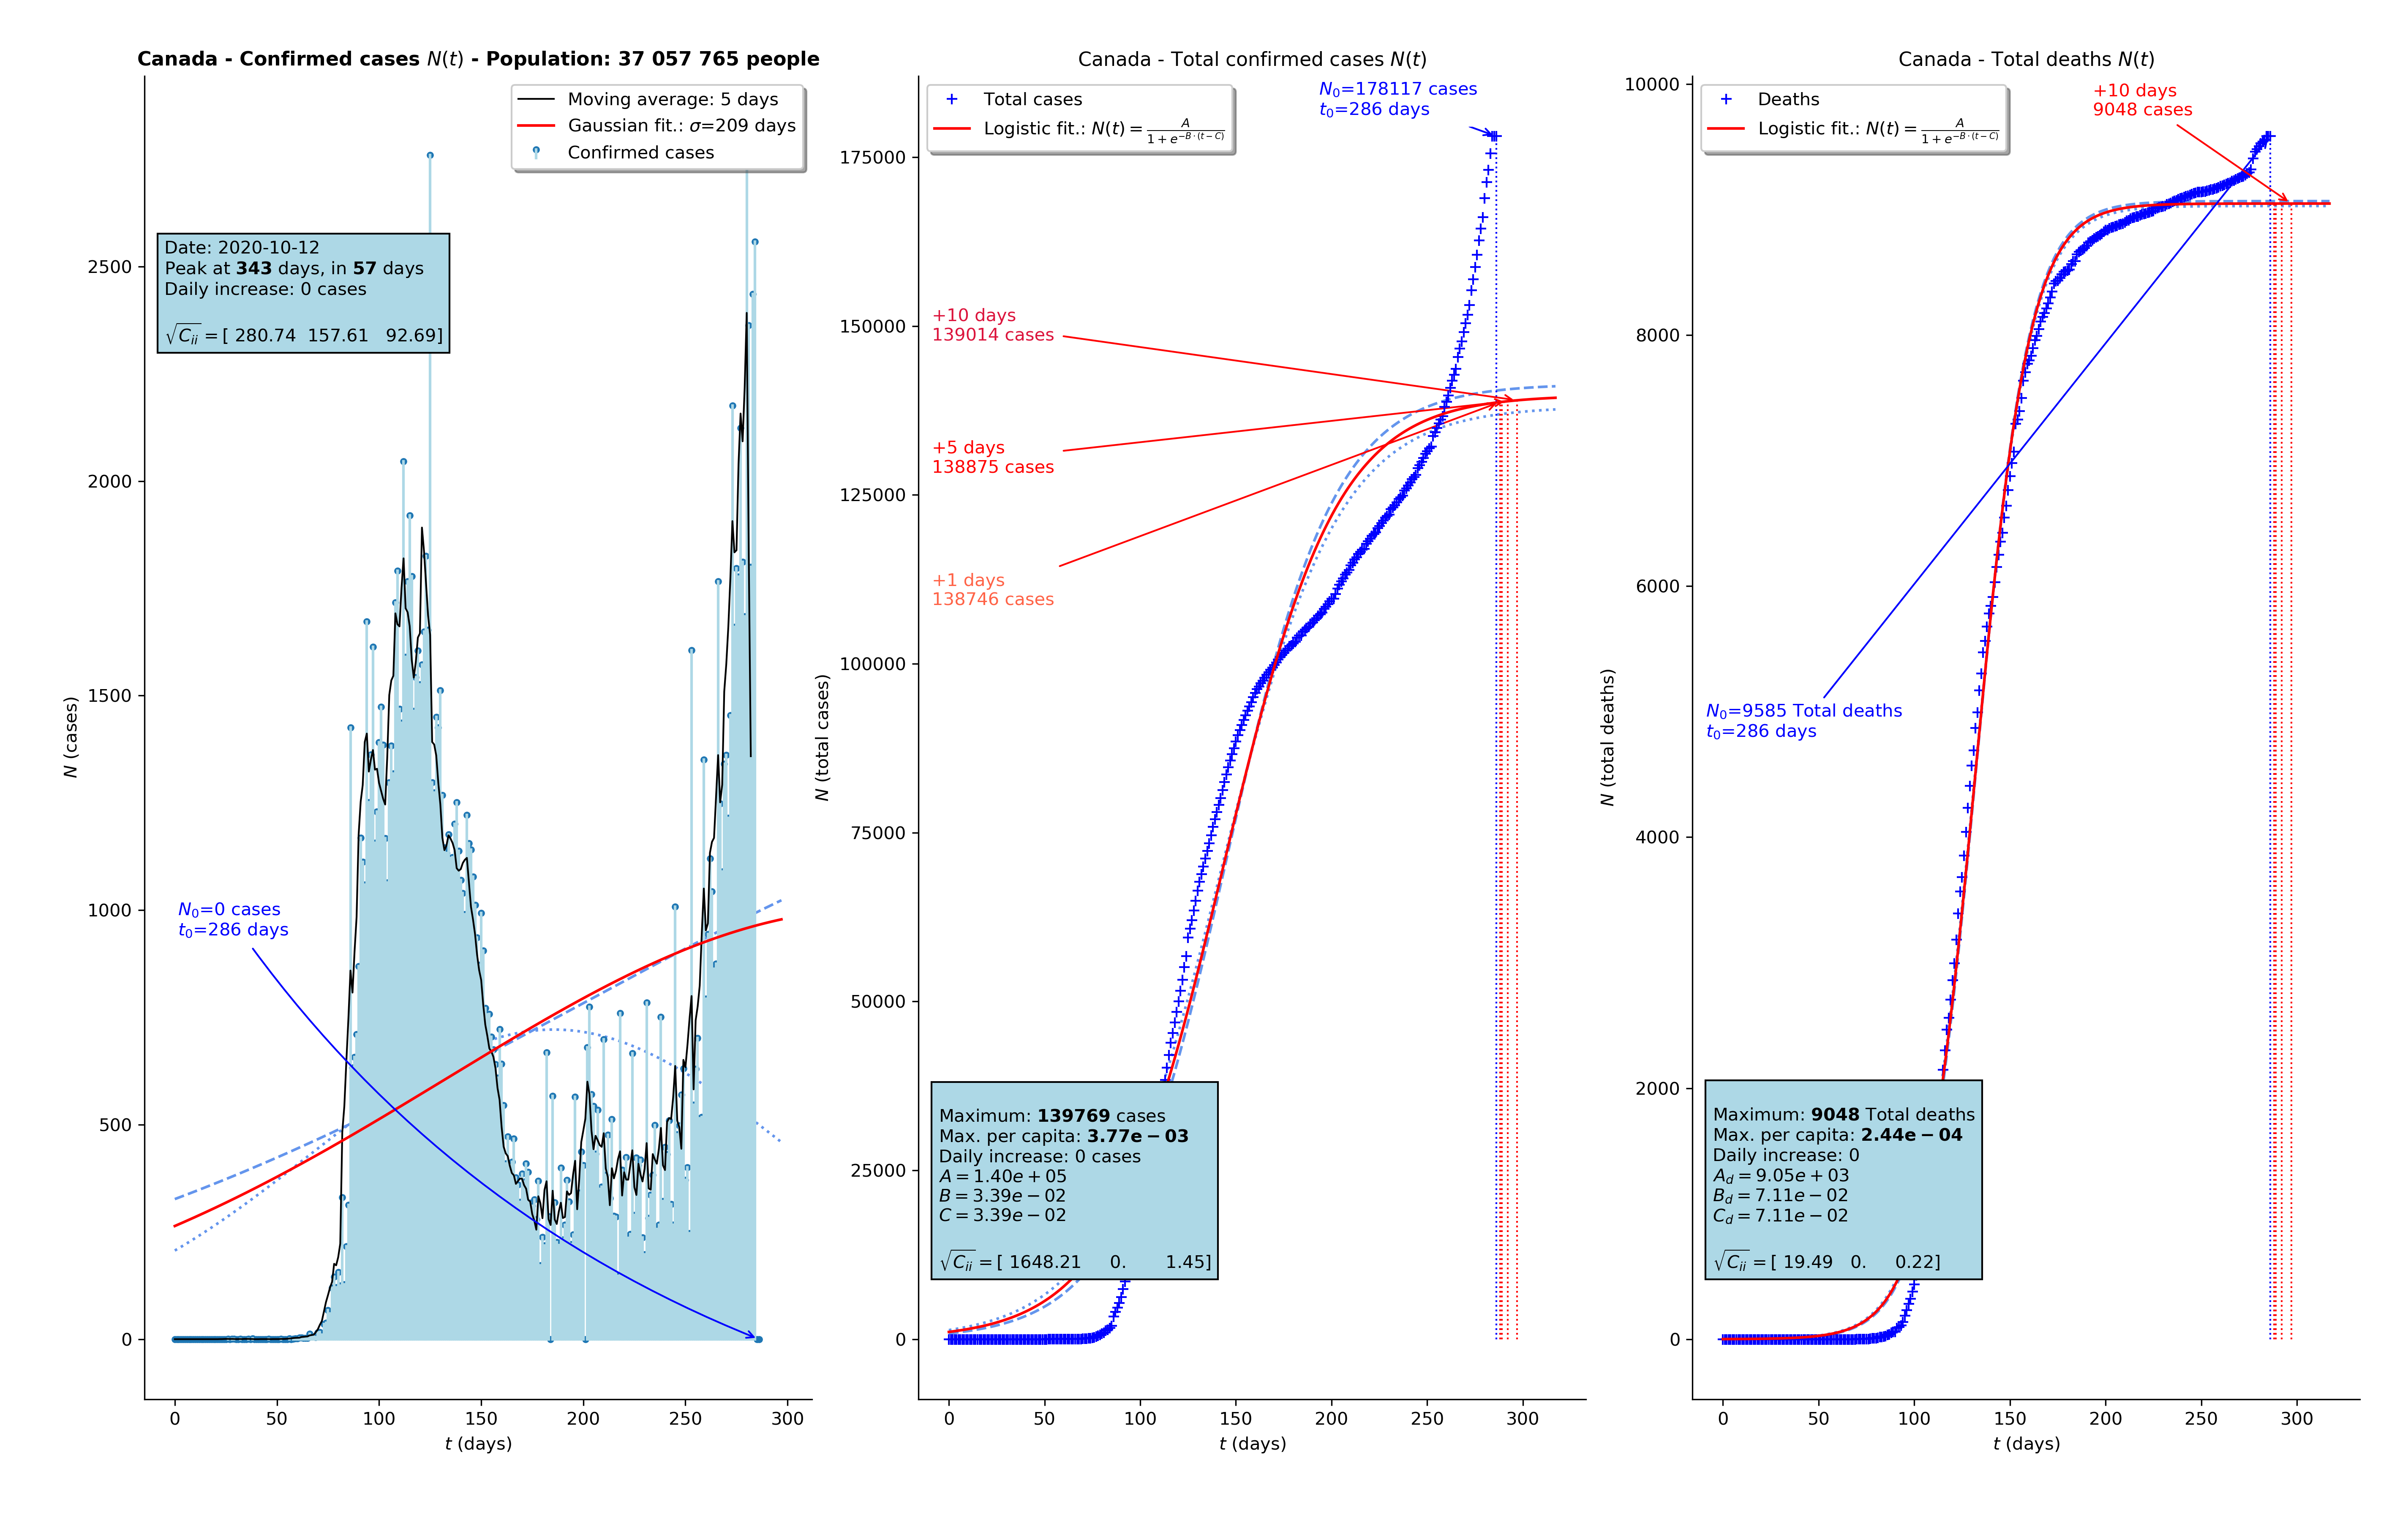 Canada - Confirmed cases N(t) - Population: 37 057 765 people
Moving average: 5 days
Gaussian fit.: σ=209 days
Confirmed cases
Date: 2020-10-12
Peak at 343 days, in 57 days
Daily increase: 0 cases
√C_ii = [ 280.74 157.61 92.69]
N₀=0 cases
t₀=286 days
2500
2000
1500
1000
500
0
N (cases)
0 50 100 150 200 250 300
t (days)
Canada - Total confirmed cases N(t)
Total cases
Logistic fit.: N(t) = A / (1 + e^(−B·(t−C)))
N₀=178117 cases
t₀=286 days
+10 days
139014 cases
+5 days
138875 cases
+1 days
138746 cases
Maximum: 139769 cases
Max. per capita: 3.77e − 03
Daily increase: 0 cases
A = 1.40e + 05
B = 3.39e − 02
C = 3.39e − 02
√C_ii = [ 1648.21 0. 1.45]
175000
150000
125000
100000
75000
50000
25000
0
N (total cases)
0 50 100 150 200 250 300
t (days)
Canada - Total deaths N(t)
Deaths
Logistic fit.: N(t) = A / (1 + e^(−B·(t−C)))
+10 days
9048 cases
N₀=9585 Total deaths
t₀=286 days
Maximum: 9048 Total deaths
Max. per capita: 2.44e − 04
Daily increase: 0
A_d = 9.05e + 03
B_d = 7.11e − 02
C_d = 7.11e − 02
√C_ii = [ 19.49 0. 0.22]
10000
8000
6000
4000
2000
0
N (total deaths)
0 50 100 150 200 250 300
t (days)